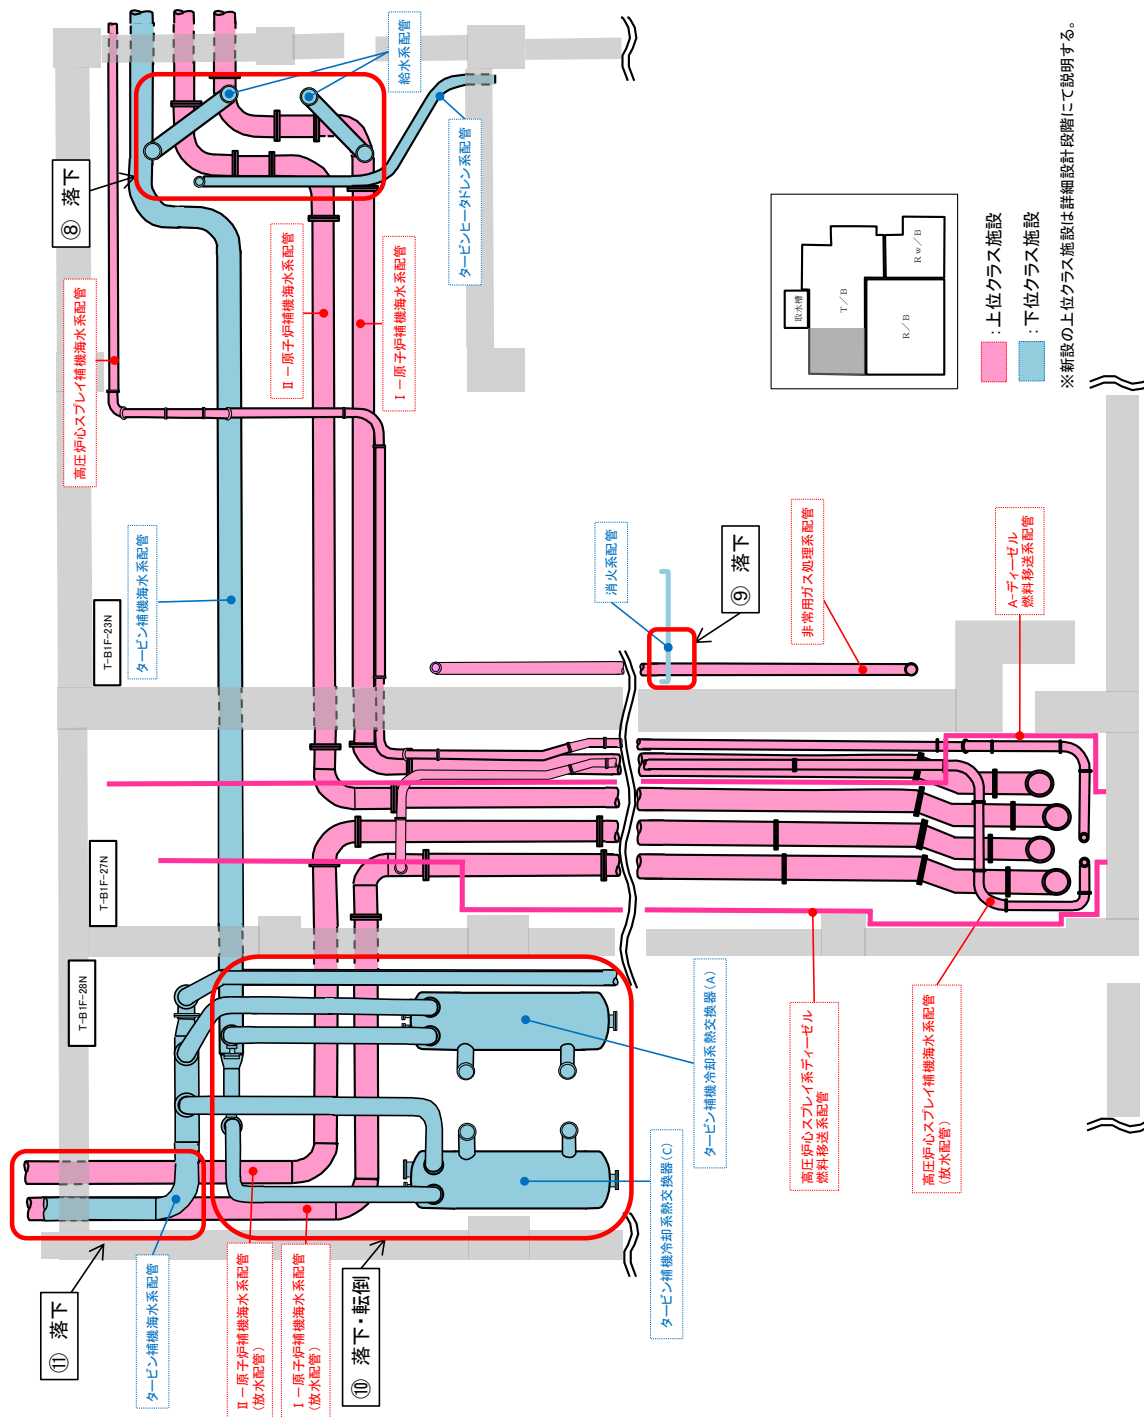 ⑧ 落下
給水系配管
タービンヒータドレン系配管
高圧炉心スプレイ補機海水系配管
Ⅱ－原子炉補機海水系配管
Ⅰ－原子炉補機海水系配管
タービン補機海水系配管
T-B1F-23N
T-B1F-27N
T-B1F-28N
取水槽
T／B
R／B
Rw／B
：上位クラス施設
：下位クラス施設
※新設の上位クラス施設は詳細設計段階にて説明する。
消火系配管
⑨ 落下
非常用ガス処理系配管
A-ディーゼル
燃料移送系配管
高圧炉心スプレイ系ディーゼル
燃料移送系配管
高圧炉心スプレイ補機海水系配管
（放水配管）
タービン補機冷却系熱交換器(A)
タービン補機冷却系熱交換器(C)
⑩ 落下・転倒
Ⅰ－原子炉補機海水系配管
（放水配管）
Ⅱ－原子炉補機海水系配管
（放水配管）
タービン補機海水系配管
⑪ 落下